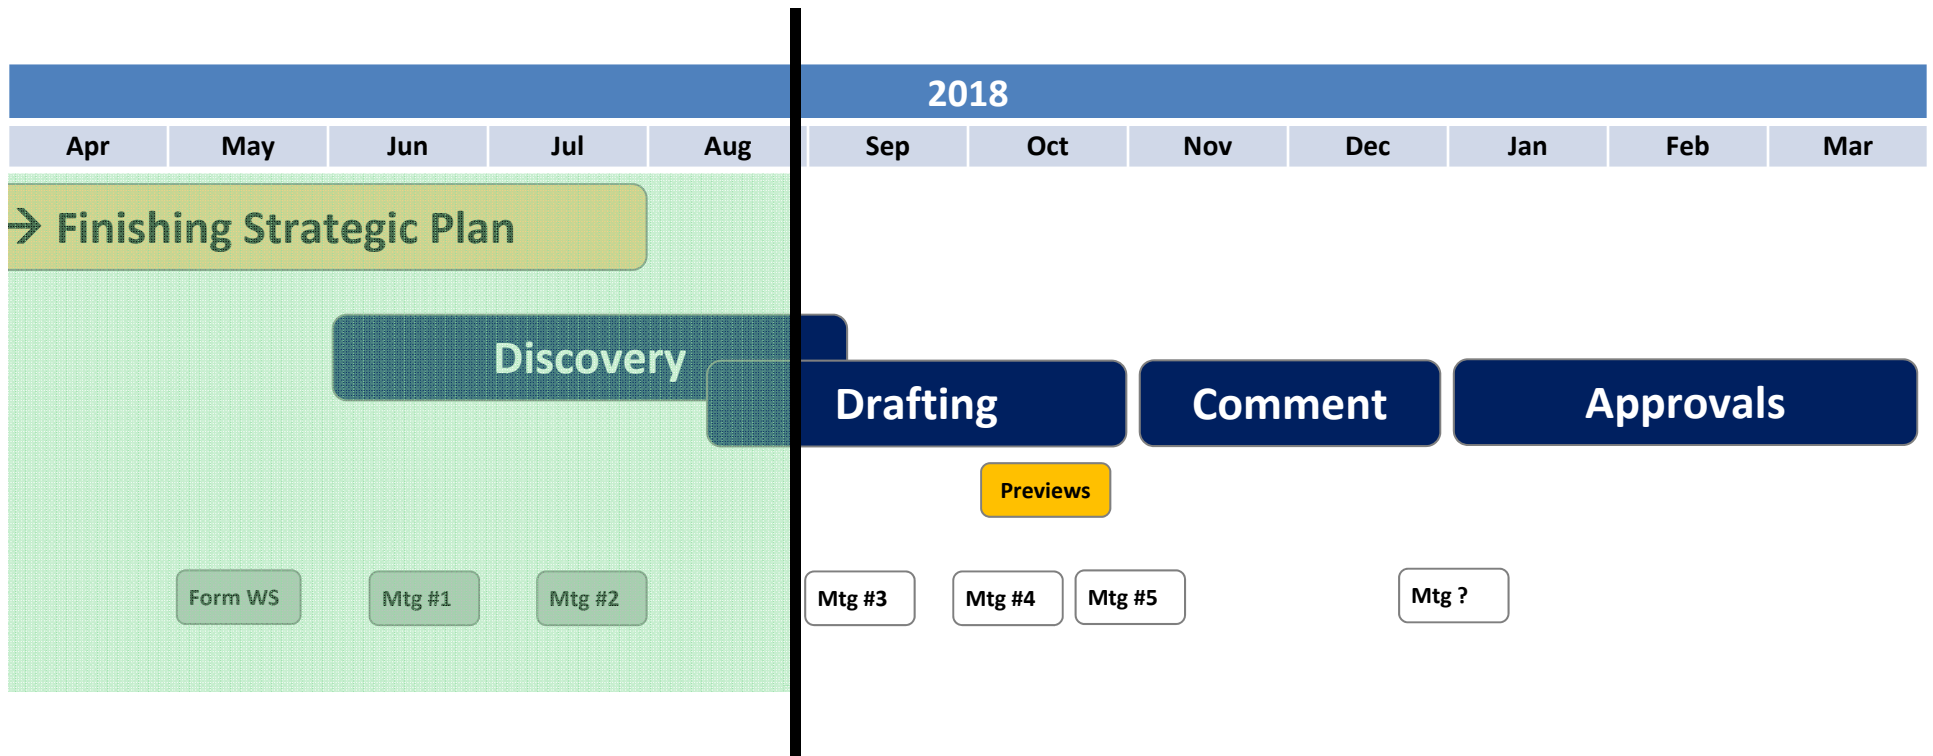 2018
Apr May Jun Jul Aug Sep Oct Nov Dec Jan Feb Mar
→ Finishing Strategic Plan
Discovery
Drafting Comment Approvals
Previews
Form WS Mtg #1 Mtg #2 Mtg #3 Mtg #4 Mtg #5 Mtg ?